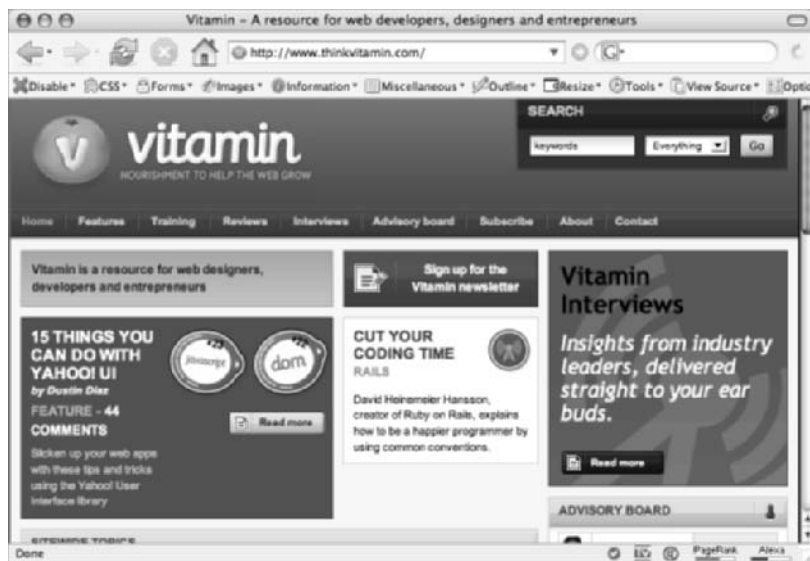 Vitamin – A resource for web developers, designers and entrepreneurs
http://www.thinkvitamin.com/
G
Disable CSS Forms Images Information Miscellaneous Outline Resize Tools View Source Optio
SEARCH
keywords Everything Go
v vitamin
NOURISHMENT TO HELP THE WEB GROW
Home Features Training Reviews Interviews Advisory board Subscribe About Contact
Vitamin is a resource for web designers,
developers and entrepreneurs
Sign up for the
Vitamin newsletter
15 THINGS YOU
CAN DO WITH
YAHOO! UI
by Dustin Diaz
FEATURE - 44
COMMENTS
javascript
dom
Read more
Slicken up your web apps
with these tips and tricks
using the Yahoo! User
Interface library
CUT YOUR
CODING TIME
RAILS
David Heinemeier Hansson,
creator of Ruby on Rails, explains
how to be a happier programmer by
using common conventions.
Vitamin
Interviews
Insights from industry
leaders, delivered
straight to your ear
buds.
Read more
ADVISORY BOARD
SITEWIDE TOPICS
Done PageRank Alexa